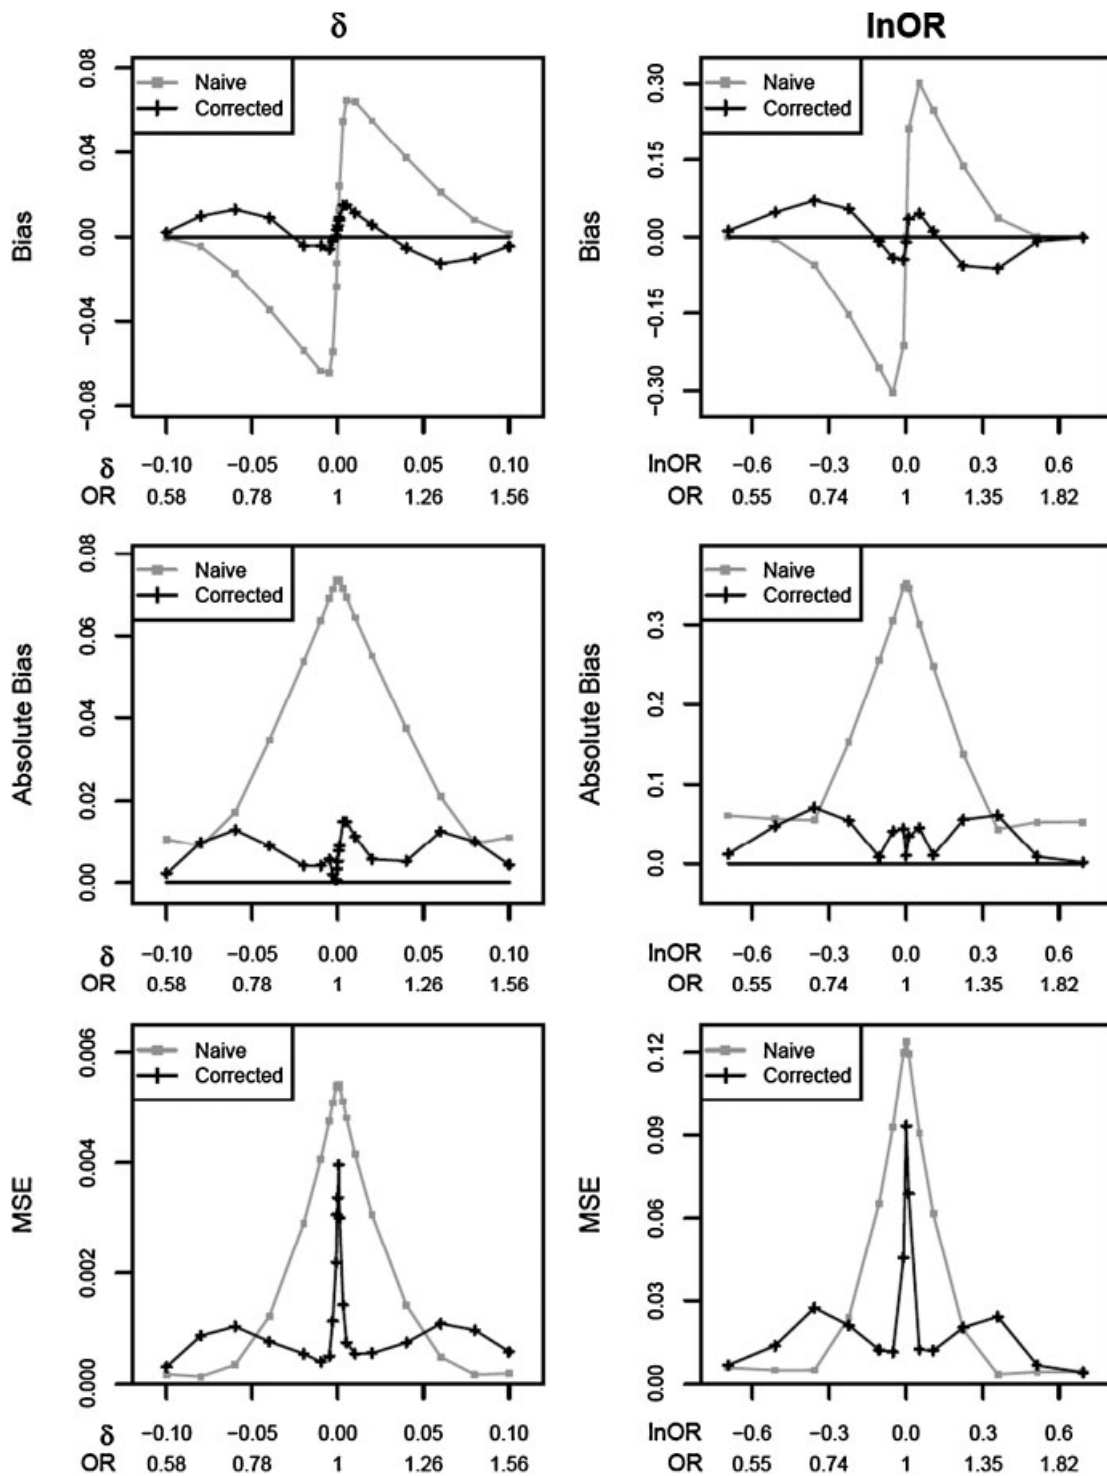 δ
lnOR
Naive
Corrected
Bias
0.08
0.04
0.00
−0.04
−0.08
δ −0.10 −0.05 0.00 0.05 0.10
OR 0.58 0.78 1 1.26 1.56
Naive
Corrected
Bias
0.30
0.15
0.00
−0.15
−0.30
lnOR −0.6 −0.3 0.0 0.3 0.6
OR 0.55 0.74 1 1.35 1.82
Naive
Corrected
Absolute Bias
0.08
0.06
0.04
0.02
0.00
δ −0.10 −0.05 0.00 0.05 0.10
OR 0.58 0.78 1 1.26 1.56
Naive
Corrected
Absolute Bias
0.3
0.2
0.1
0.0
lnOR −0.6 −0.3 0.0 0.3 0.6
OR 0.55 0.74 1 1.35 1.82
Naive
Corrected
MSE
0.006
0.004
0.002
0.000
δ −0.10 −0.05 0.00 0.05 0.10
OR 0.58 0.78 1 1.26 1.56
Naive
Corrected
MSE
0.12
0.09
0.06
0.03
0.00
lnOR −0.6 −0.3 0.0 0.3 0.6
OR 0.55 0.74 1 1.35 1.82